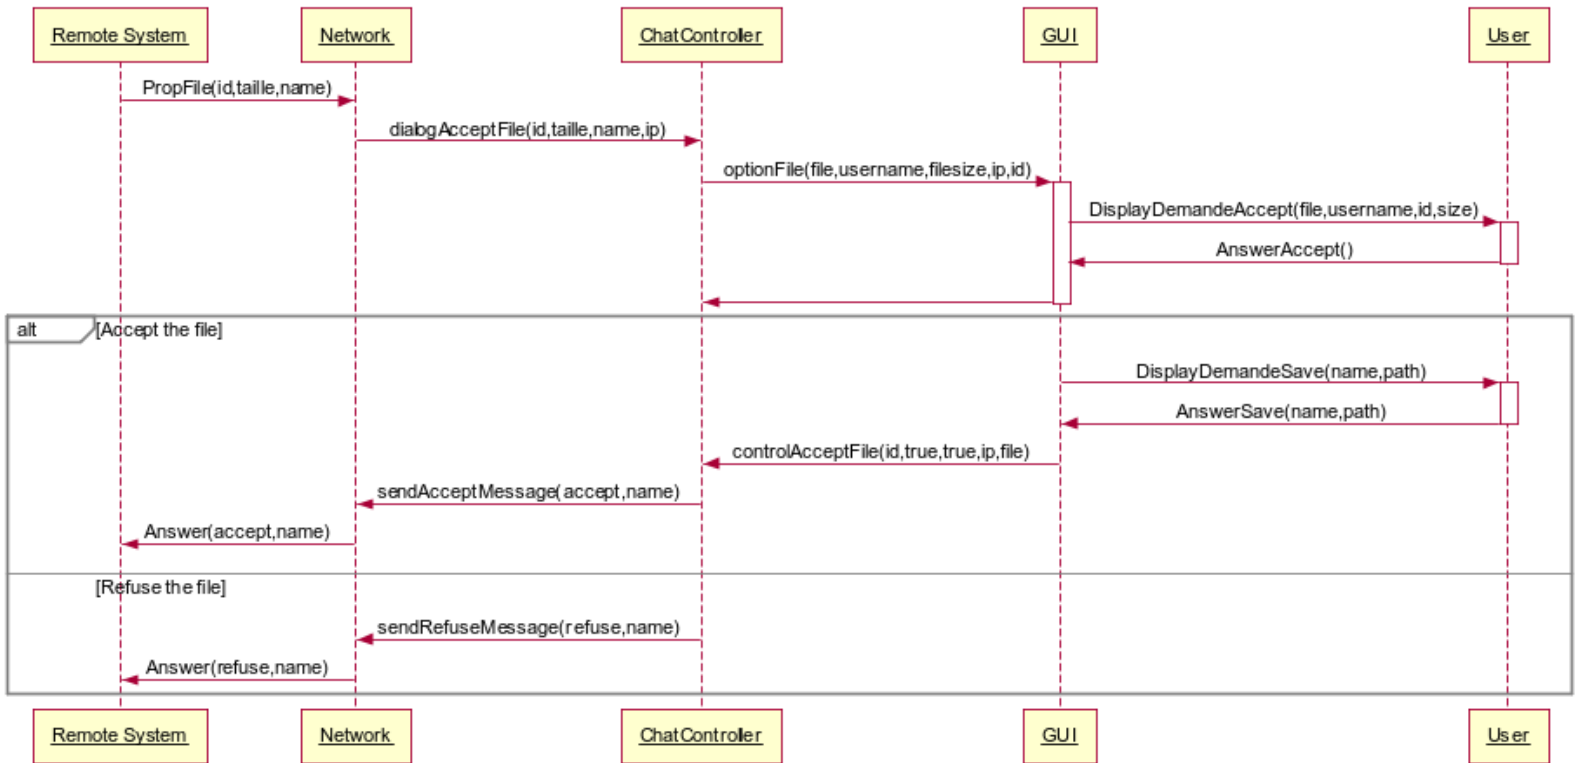 Remote System
Network
ChatController
GUI
User
PropFile(id,taille,name)
dialogAcceptFile(id,taille,name,ip)
optionFile(file,username,filesize,ip,id)
DisplayDemandeAccept(file,username,id,size)
AnswerAccept()
alt
[Accept the file]
DisplayDemandeSave(name,path)
AnswerSave(name,path)
controlAcceptFile(id,true,true,ip,file)
sendAcceptMessage(accept,name)
Answer(accept,name)
[Refuse the file]
sendRefuseMessage(refuse,name)
Answer(refuse,name)
Remote System
Network
ChatController
GUI
User